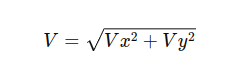 V = √Vx² + Vy²